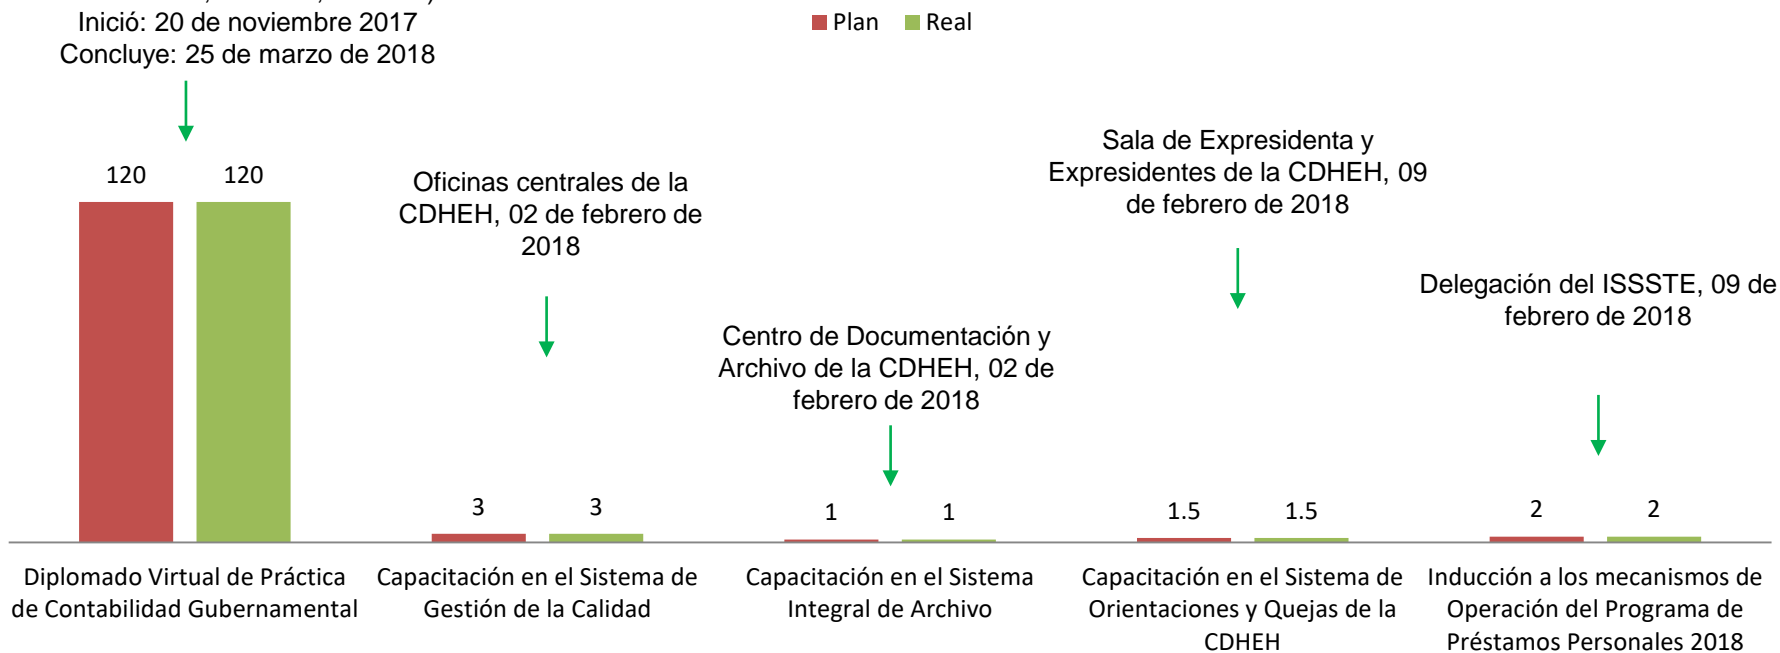 Inició: 20 de noviembre 2017
Concluye: 25 de marzo de 2018
Plan Real
120 120
Oficinas centrales de la
CDHEH, 02 de febrero de
2018
Centro de Documentación y
Archivo de la CDHEH, 02 de
febrero de 2018
Sala de Expresidenta y
Expresidentes de la CDHEH, 09
de febrero de 2018
Delegación del ISSSTE, 09 de
febrero de 2018
3 3
1 1
1.5 1.5
2 2
Diplomado Virtual de Práctica
de Contabilidad Gubernamental
Capacitación en el Sistema de
Gestión de la Calidad
Capacitación en el Sistema
Integral de Archivo
Capacitación en el Sistema de
Orientaciones y Quejas de la
CDHEH
Inducción a los mecanismos de
Operación del Programa de
Préstamos Personales 2018